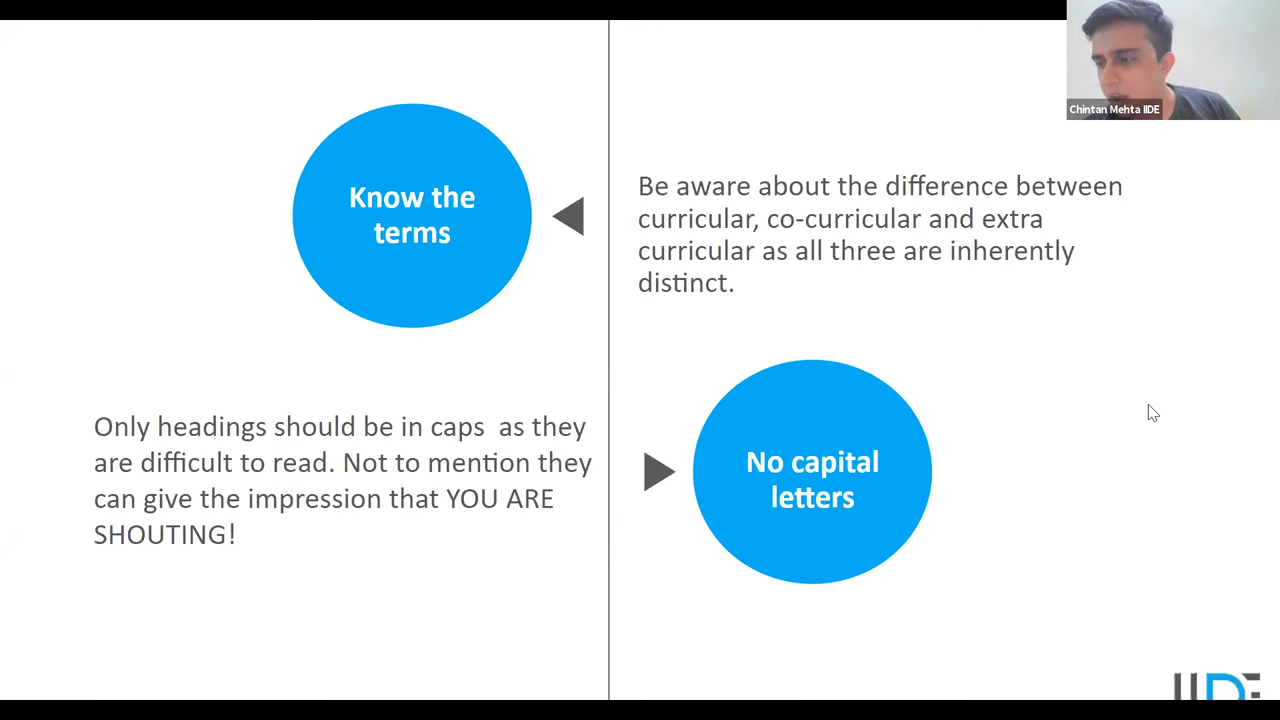 Chintan Mehta IIDE
Know the
terms
Be aware about the difference between
curricular, co-curricular and extra
curricular as all three are inherently
distinct.
Only headings should be in caps  as they
are difficult to read. Not to mention they
can give the impression that YOU ARE
SHOUTING!
No capital
letters
IIDE